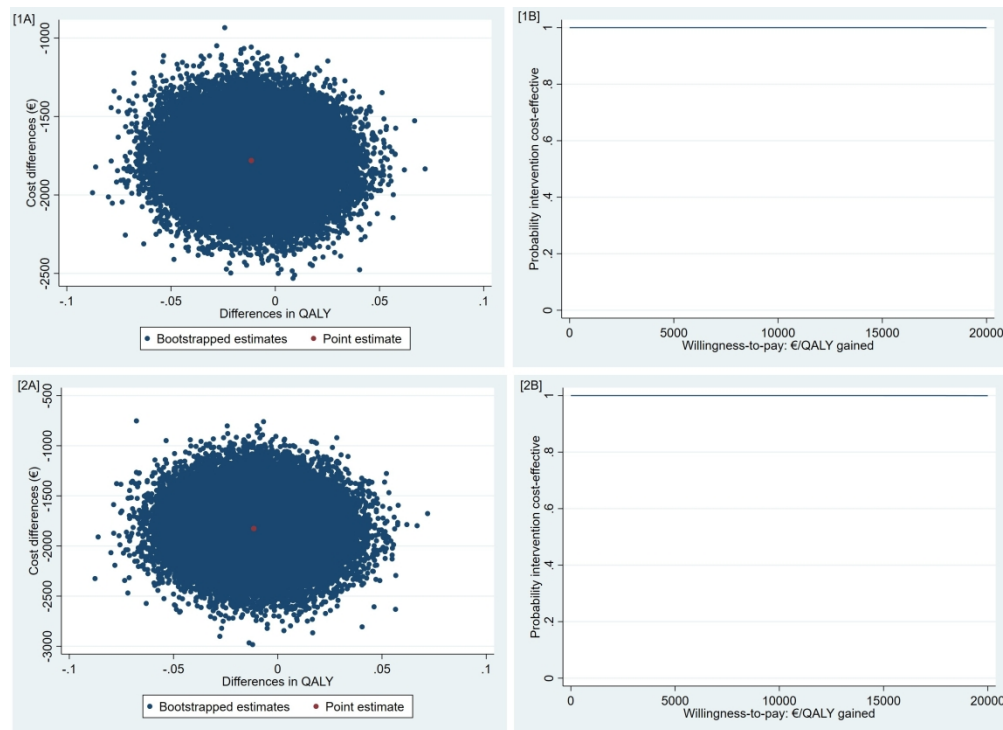 [1A]
Cost differences (€)
-1000
-1500
-2000
-2500
-.1
-.05
0
.05
.1
Differences in QALY
Bootstrapped estimates
Point estimate
[1B]
Probability intervention cost-effective
1
.8
.6
.4
.2
0
0
5000
10000
15000
20000
Willingness-to-pay: €/QALY gained
[2A]
Cost differences (€)
-500
-1000
-1500
-2000
-2500
-3000
-.1
-.05
0
.05
.1
Differences in QALY
Bootstrapped estimates
Point estimate
[2B]
Probability intervention cost-effective
1
.8
.6
.4
.2
0
0
5000
10000
15000
20000
Willingness-to-pay: €/QALY gained